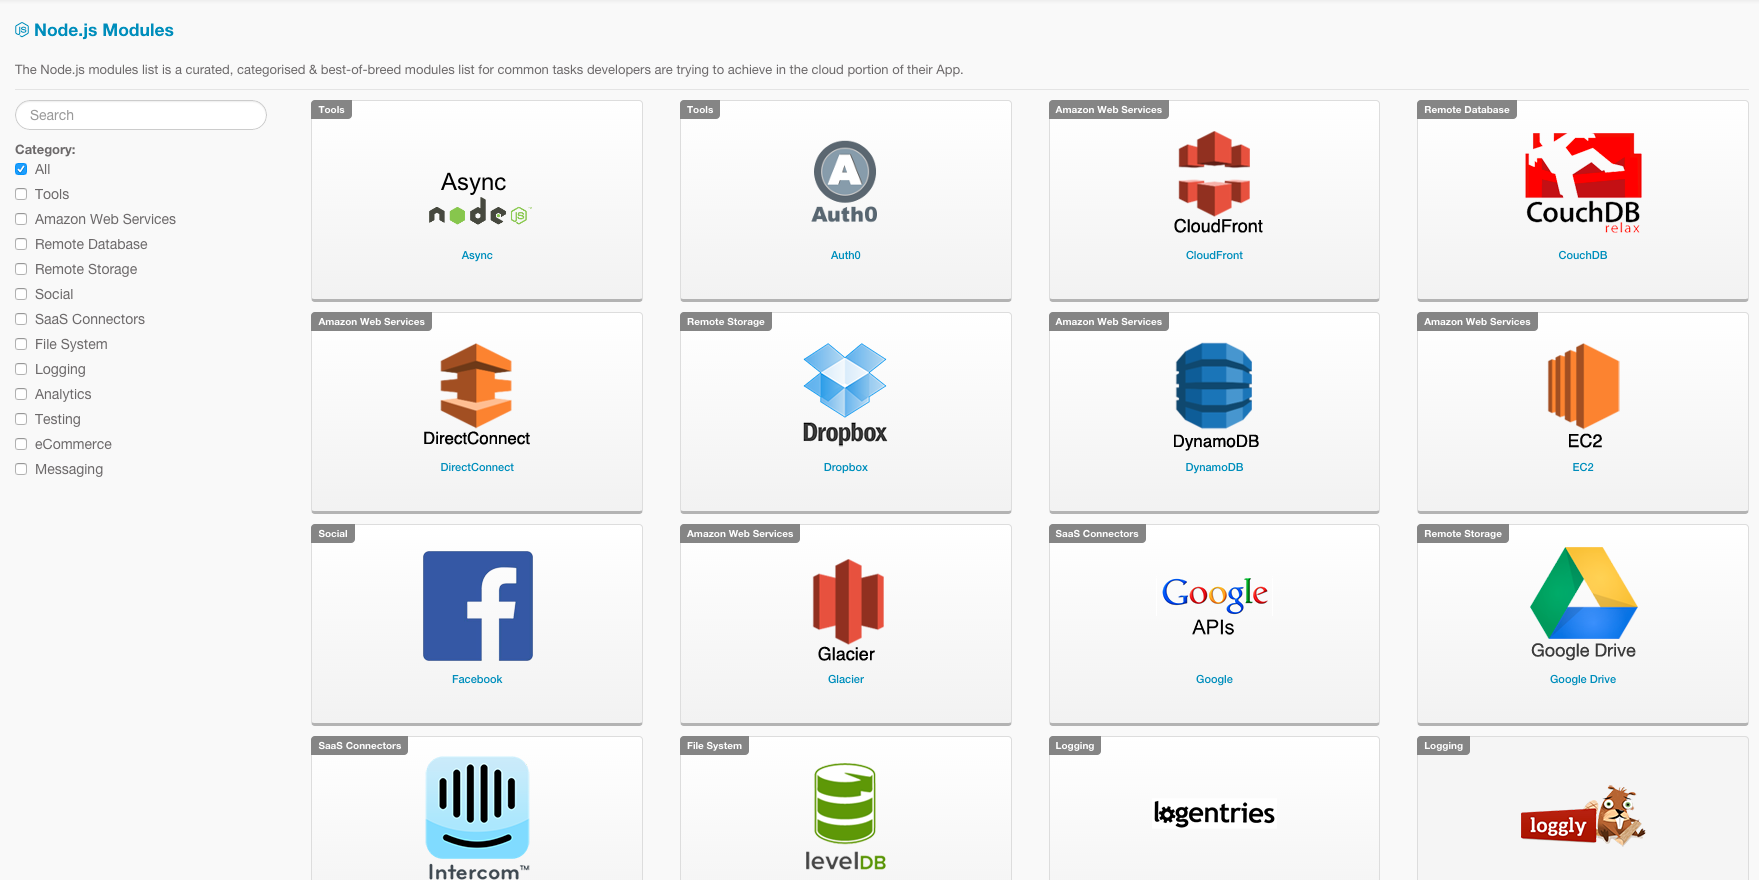 Node.js Modules
The Node.js modules list is a curated, categorised & best-of-breed modules list for common tasks developers are trying to achieve in the cloud portion of their App.
Search
Category:
All
Tools
Amazon Web Services
Remote Database
Remote Storage
Social
SaaS Connectors
File System
Logging
Analytics
Testing
eCommerce
Messaging
Tools
Async
node JS
Async
Tools
A
Auth0
Auth0
Amazon Web Services
CloudFront
CloudFront
Remote Database
CouchDB
relax
CouchDB
Amazon Web Services
DirectConnect
DirectConnect
Remote Storage
Dropbox
Dropbox
Amazon Web Services
DynamoDB
DynamoDB
Amazon Web Services
EC2
EC2
Social
f
Facebook
Amazon Web Services
Glacier
Glacier
SaaS Connectors
Google
APIs
Google
Remote Storage
Google Drive
Google Drive
SaaS Connectors
Intercom™
File System
levelDB
Logging
logentries
Logging
loggly